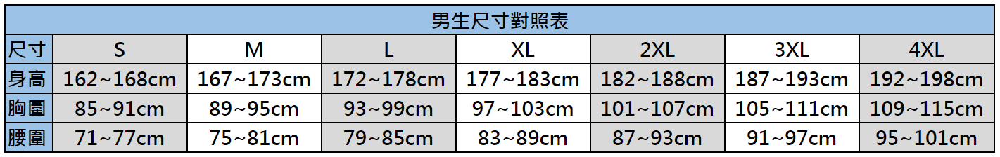 男生尺寸對照表
尺寸 S M L XL 2XL 3XL 4XL
身高 162~168cm 167~173cm 172~178cm 177~183cm 182~188cm 187~193cm 192~198cm
胸圍 85~91cm 89~95cm 93~99cm 97~103cm 101~107cm 105~111cm 109~115cm
腰圍 71~77cm 75~81cm 79~85cm 83~89cm 87~93cm 91~97cm 95~101cm